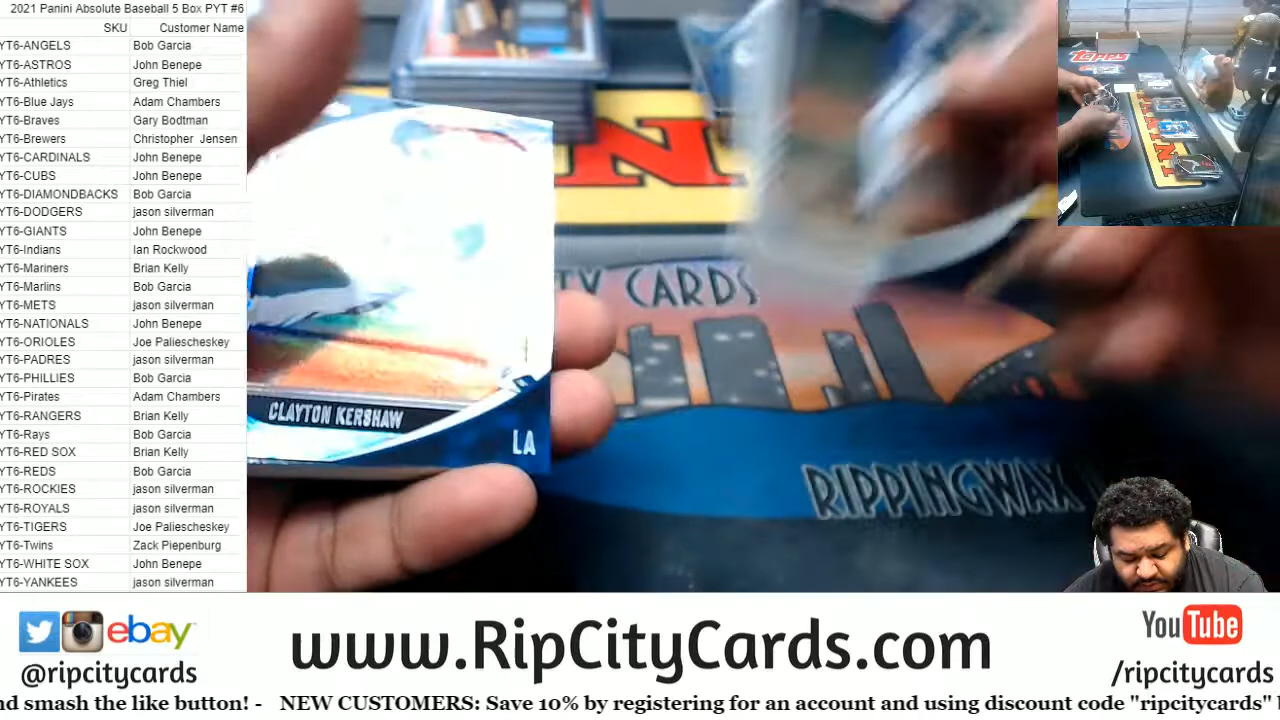 2021 Panini Absolute Baseball 5 Box PYT #6
SKU Customer Name
YT6-ANGELS Bob Garcia
YT6-ASTROS John Benepe
YT6-Athletics Greg Thiel
YT6-Blue Jays Adam Chambers
YT6-Braves Gary Bodtman
YT6-Brewers Christopher Jensen
YT6-CARDINALS John Benepe
YT6-CUBS John Benepe
YT6-DIAMONDBACKS Bob Garcia
YT6-DODGERS jason silverman
YT6-GIANTS John Benepe
YT6-Indians Ian Rockwood
YT6-Mariners Brian Kelly
YT6-Marlins Bob Garcia
YT6-METS jason silverman
YT6-NATIONALS John Benepe
YT6-ORIOLES Joe Paliescheskey
YT6-PADRES jason silverman
YT6-PHILLIES Bob Garcia
YT6-Pirates Adam Chambers
YT6-RANGERS Brian Kelly
YT6-Rays Bob Garcia
YT6-RED SOX Brian Kelly
YT6-REDS Bob Garcia
YT6-ROCKIES jason silverman
YT6-ROYALS jason silverman
YT6-TIGERS Joe Paliescheskey
YT6-Twins Zack Piepenburg
YT6-WHITE SOX John Benepe
YT6-YANKEES jason silverman
TOPPS
TY CARDS
CLAYTON KERSHAW
LA
RIPPINGWAX
ebay
@ripcitycards
www.RipCityCards.com
YouTube
/ripcitycards
nd smash the like button! - NEW CUSTOMERS: Save 10% by registering for an account and using discount code "ripcitycards"